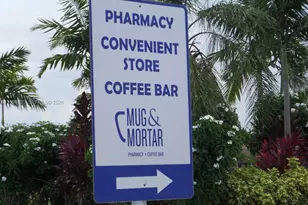 PHARMACY
CONVENIENT
STORE
COFFEE BAR
MUG &
MORTAR
PHARMACY • COFFEE BAR